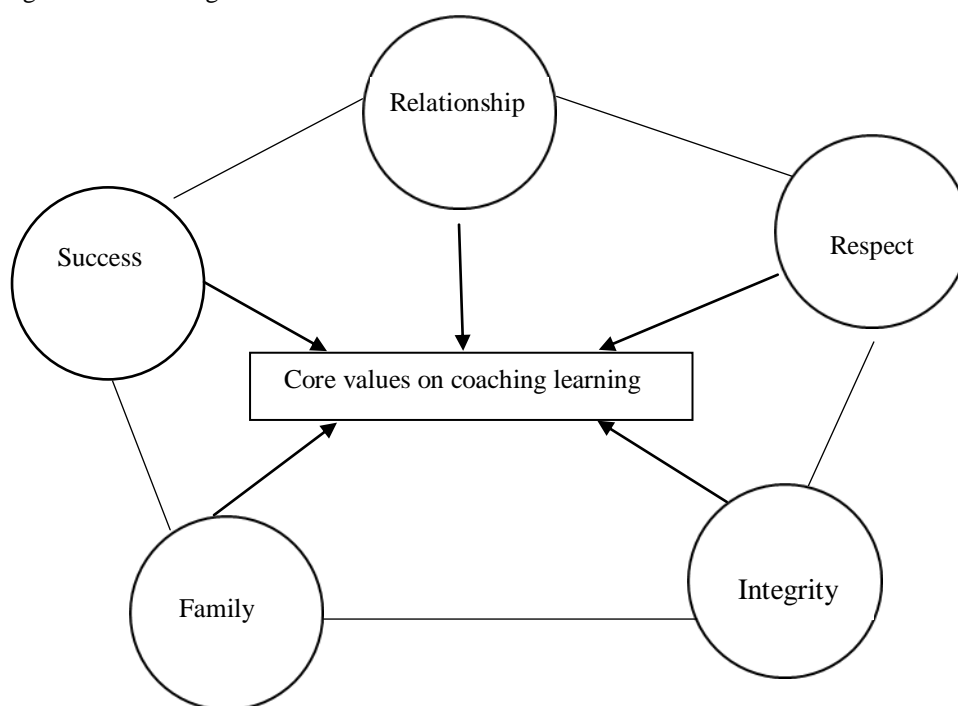 Relationship
Respect
Success
Core values on coaching learning
Family
Integrity